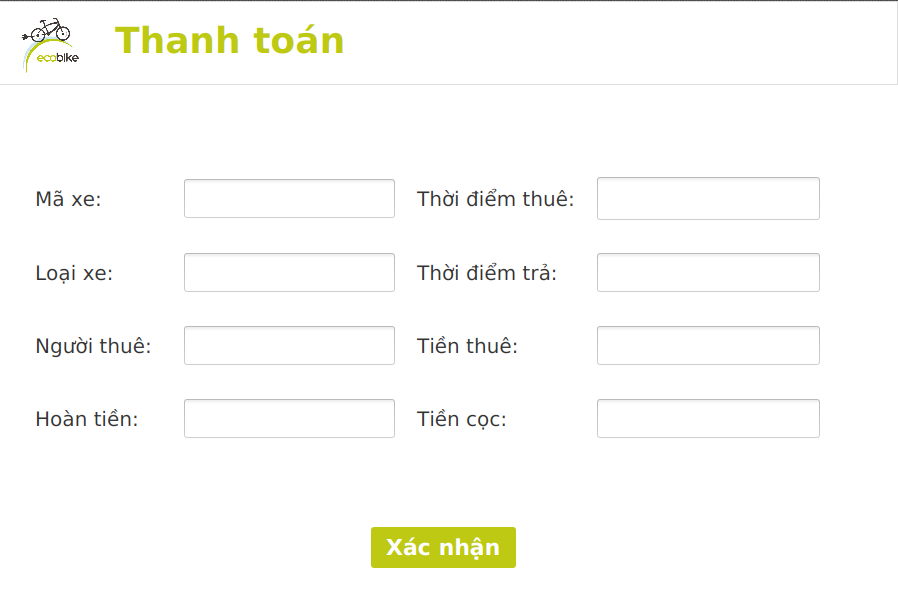 Thanh toán
ecobike
Mã xe:
Thời điểm thuê:
Loại xe:
Thời điểm trả:
Người thuê:
Tiền thuê:
Hoàn tiền:
Tiền cọc:
Xác nhận